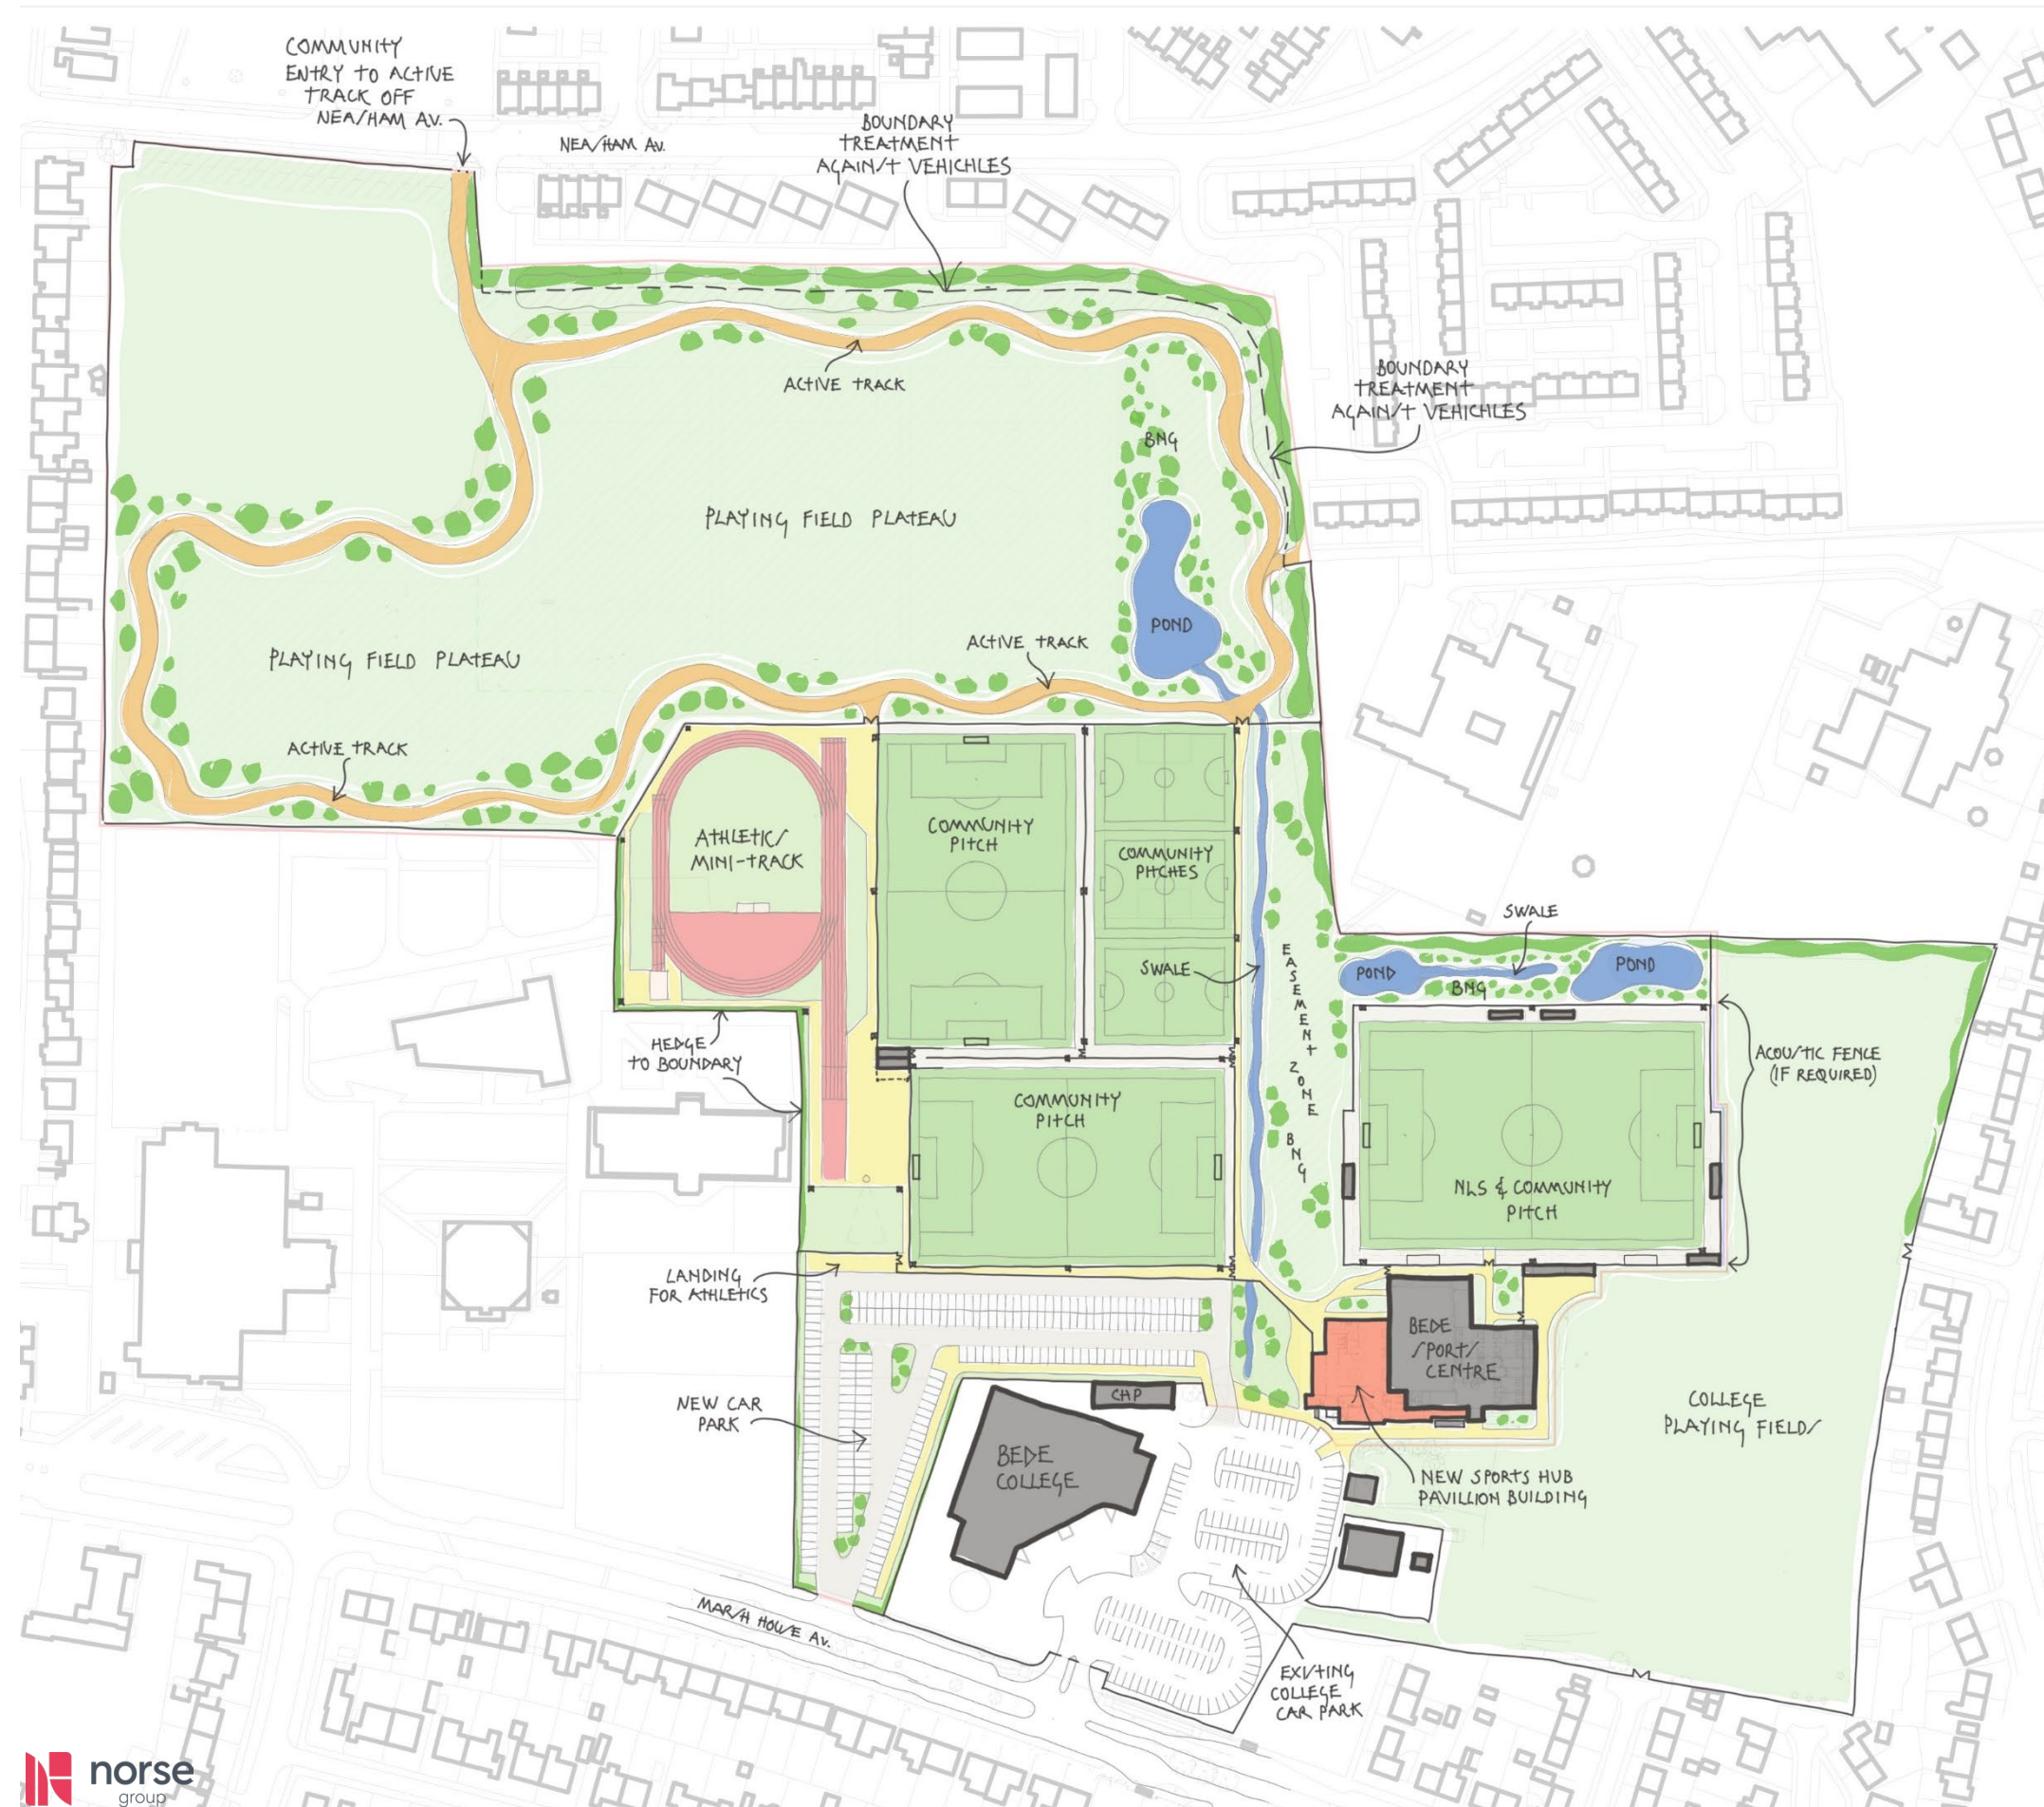 COMMUNITY
ENTRY TO ACTIVE
TRACK OFF
NEASHAM AV.
NEASHAM AV.
BOUNDARY
TREATMENT
AGAINST VEHICHLES
BOUNDARY
TREATMENT
AGAINST VEHICHLES
ACTIVE TRACK
BNG
PLAYING FIELD PLATEAU
POND
ACTIVE TRACK
PLAYING FIELD PLATEAU
ACTIVE TRACK
ATHLETICS
MINI-TRACK
COMMUNITY
PITCH
COMMUNITY
PITCHES
SWALE
SWALE
EASEMENT ZONE BNG
POND
BNG
POND
HEDGE
TO BOUNDARY
ACOUSTIC FENCE
(IF REQUIRED)
COMMUNITY
PITCH
NLS & COMMUNITY
PITCH
LANDING
FOR ATHLETICS
BEDE
SPORTS
CENTRE
CHP
NEW CAR
PARK
BEDE
COLLEGE
COLLEGE
PLAYING FIELDS
NEW SPORTS HUB
PAVILLION BUILDING
MARSH HOUSE AV.
EXISTING
COLLEGE
CAR PARK
norse
group